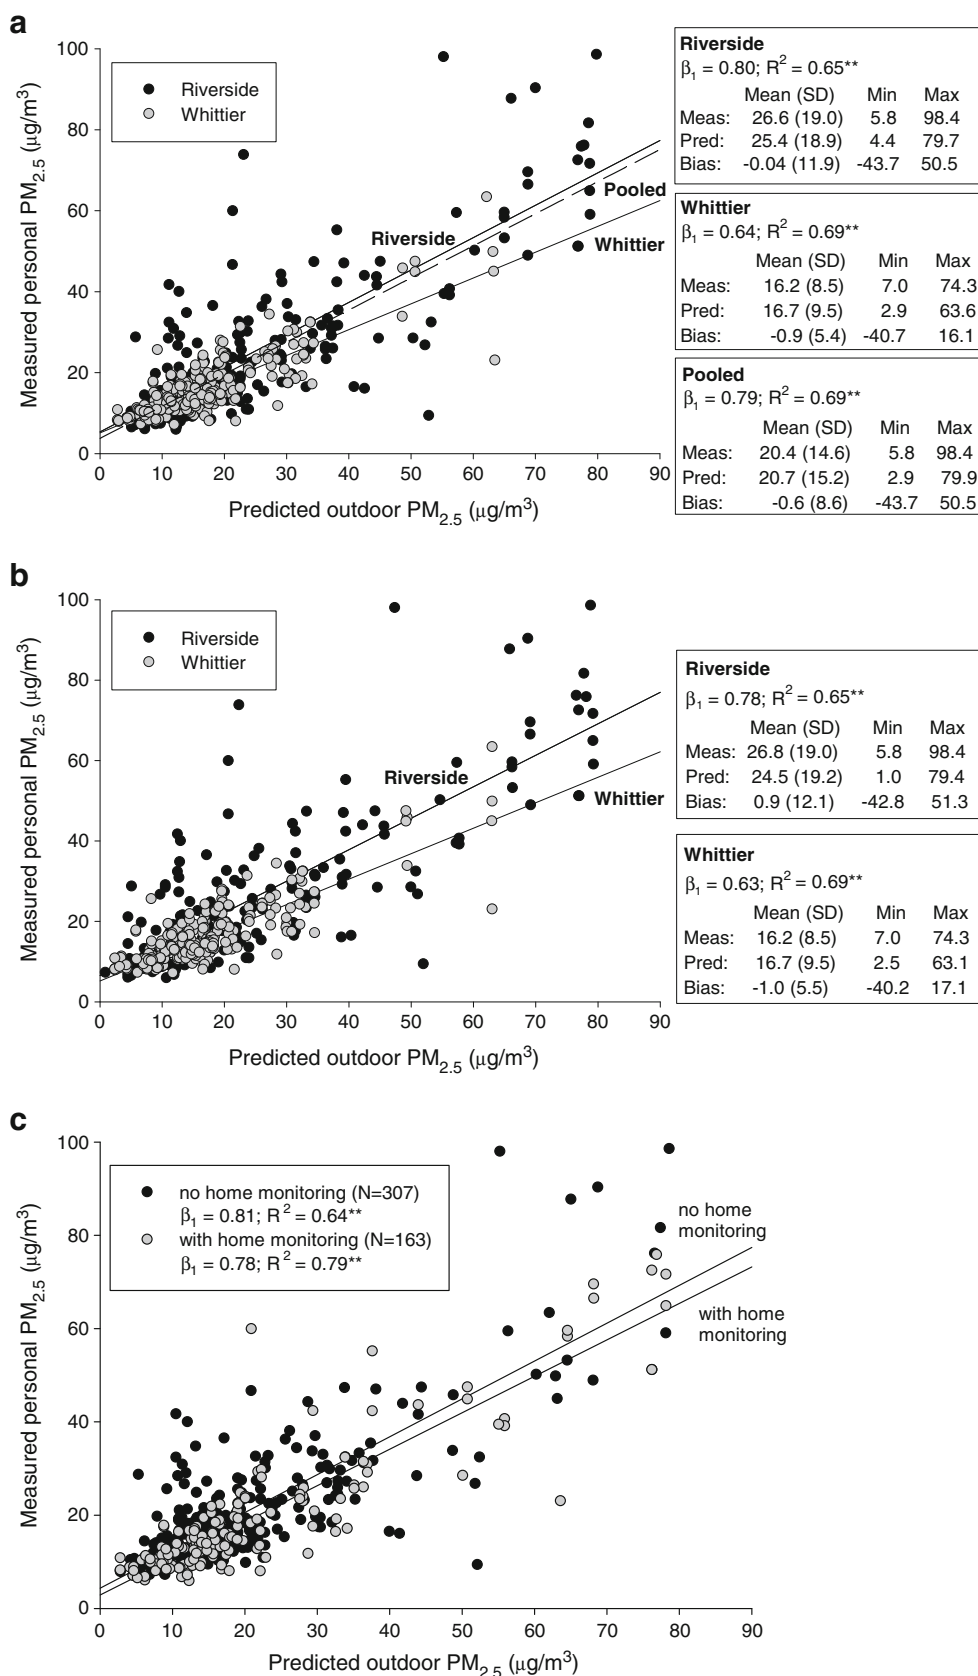 a
Measured personal PM2.5 (μg/m3)
100
80
60
40
20
0
Riverside
Whittier
Riverside
Pooled
Whittier
0 10 20 30 40 50 60 70 80 90
Predicted outdoor PM2.5 (μg/m3)
Riverside
β1 = 0.80; R2 = 0.65**
Mean (SD) Min Max
Meas: 26.6 (19.0) 5.8 98.4
Pred: 25.4 (18.9) 4.4 79.7
Bias: -0.04 (11.9) -43.7 50.5
Whittier
β1 = 0.64; R2 = 0.69**
Mean (SD) Min Max
Meas: 16.2 (8.5) 7.0 74.3
Pred: 16.7 (9.5) 2.9 63.6
Bias: -0.9 (5.4) -40.7 16.1
Pooled
β1 = 0.79; R2 = 0.69**
Mean (SD) Min Max
Meas: 20.4 (14.6) 5.8 98.4
Pred: 20.7 (15.2) 2.9 79.9
Bias: -0.6 (8.6) -43.7 50.5
b
Measured personal PM2.5 (μg/m3)
100
80
60
40
20
0
Riverside
Whittier
Riverside
Whittier
0 10 20 30 40 50 60 70 80 90
Predicted outdoor PM2.5 (μg/m3)
Riverside
β1 = 0.78; R2 = 0.65**
Mean (SD) Min Max
Meas: 26.8 (19.0) 5.8 98.4
Pred: 24.5 (19.2) 1.0 79.4
Bias: 0.9 (12.1) -42.8 51.3
Whittier
β1 = 0.63; R2 = 0.69**
Mean (SD) Min Max
Meas: 16.2 (8.5) 7.0 74.3
Pred: 16.7 (9.5) 2.5 63.1
Bias: -1.0 (5.5) -40.2 17.1
c
Measured personal PM2.5 (μg/m3)
100
80
60
40
20
0
no home monitoring (N=307)
β1 = 0.81; R2 = 0.64**
with home monitoring (N=163)
β1 = 0.78; R2 = 0.79**
no home
monitoring
with home
monitoring
0 10 20 30 40 50 60 70 80 90
Predicted outdoor PM2.5 (μg/m3)